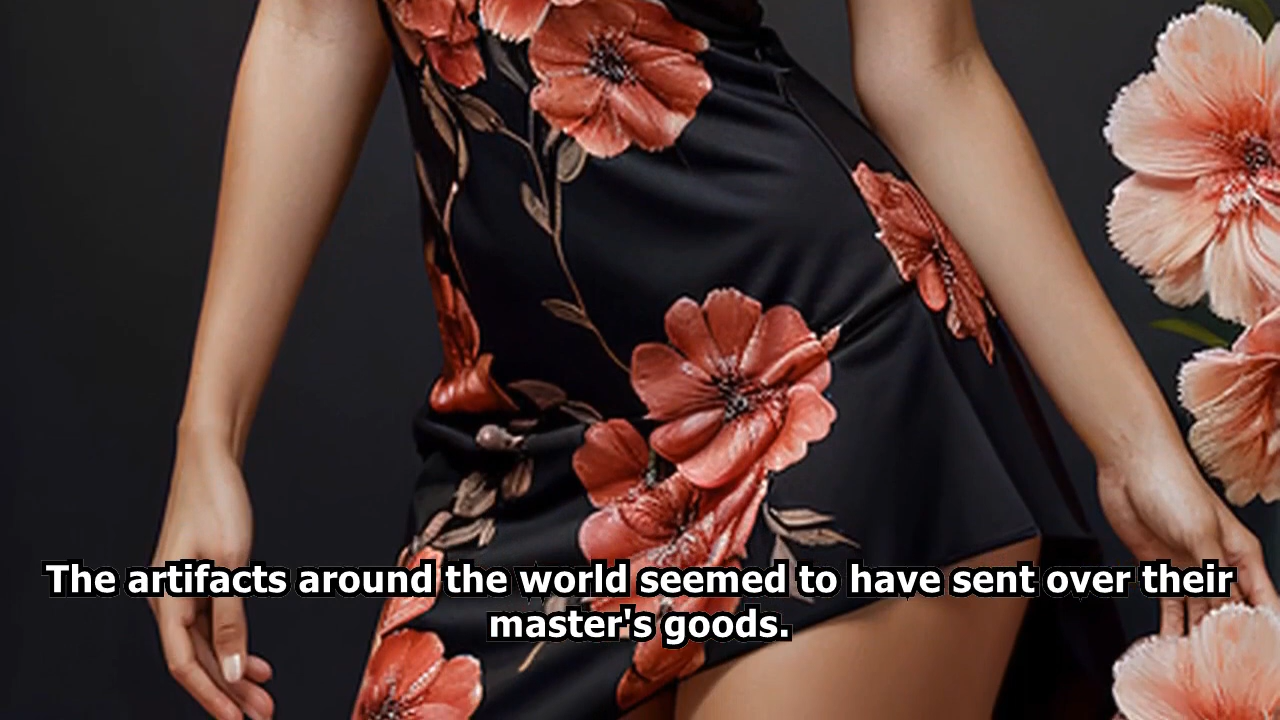 The artifacts around the world seemed to have sent over their
master's goods.